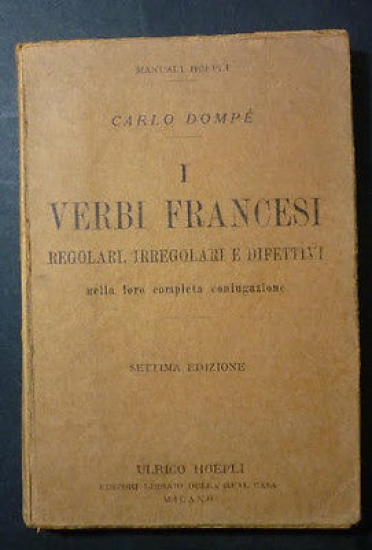 MANUALI HOEPLI
CARLO DOMPÉ
I
VERBI FRANCESI
REGOLARI, IRREGOLARI E DIFETTIVI
nella loro completa coniugazione
SETTIMA EDIZIONE
ULRICO HOEPLI
EDITORE LIBRAIO DELLA REAL CASA
MILANO